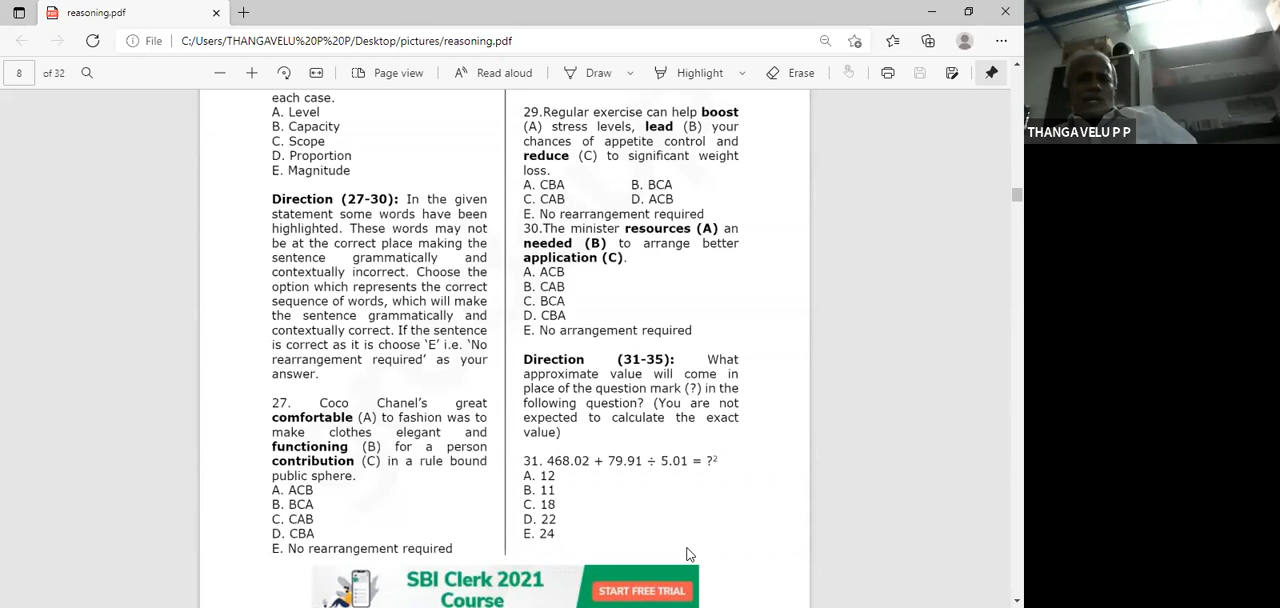 reasoning.pdf
File
C:/Users/THANGAVELU%20P%20P/Desktop/pictures/reasoning.pdf
8 of 32
Page view
Read aloud
Draw
Highlight
Erase
each case.
A. Level
B. Capacity
C. Scope
D. Proportion
E. Magnitude
Direction (27-30): In the given
statement some words have been
highlighted. These words may not
be at the correct place making the
sentence grammatically and
contextually incorrect. Choose the
option which represents the correct
sequence of words, which will make
the sentence grammatically and
contextually correct. If the sentence
is correct as it is choose ‘E’ i.e. ‘No
rearrangement required’ as your
answer.
27. Coco Chanel’s great
comfortable (A) to fashion was to
make clothes elegant and
functioning (B) for a person
contribution (C) in a rule bound
public sphere.
A. ACB
B. BCA
C. CAB
D. CBA
E. No rearrangement required
29.Regular exercise can help boost
(A) stress levels, lead (B) your
chances of appetite control and
reduce (C) to significant weight
loss.
A. CBA B. BCA
C. CAB D. ACB
E. No rearrangement required
30.The minister resources (A) an
needed (B) to arrange better
application (C).
A. ACB
B. CAB
C. BCA
D. CBA
E. No arrangement required
Direction (31-35): What
approximate value will come in
place of the question mark (?) in the
following question? (You are not
expected to calculate the exact
value)
31. 468.02 + 79.91 ÷ 5.01 = ?²
A. 12
B. 11
C. 18
D. 22
E. 24
SBI Clerk 2021
Course
START FREE TRIAL
THANGAVELU P P